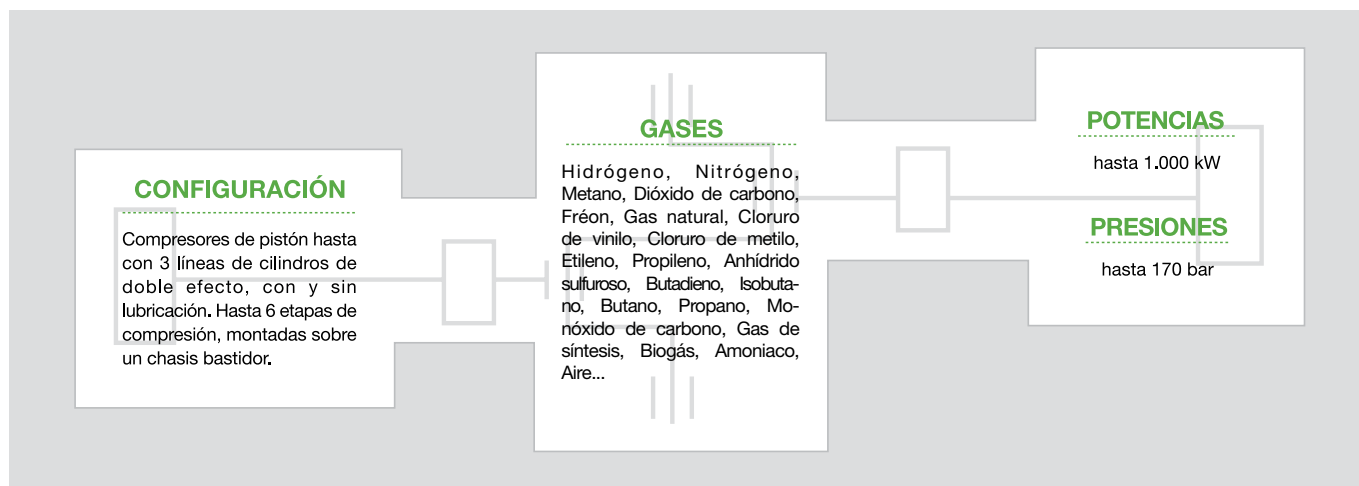 CONFIGURACIÓN
Compresores de pistón hasta
con 3 líneas de cilindros de
doble efecto, con y sin
lubricación. Hasta 6 etapas de
compresión, montadas sobre
un chasis bastidor.
GASES
Hidrógeno, Nitrógeno,
Metano, Dióxido de carbono,
Fréon, Gas natural, Cloruro
de vinilo, Cloruro de metilo,
Etileno, Propileno, Anhídrido
sulfuroso, Butadieno, Isobuta-
no, Butano, Propano, Mo-
nóxido de carbono, Gas de
síntesis, Biogás, Amoniaco,
Aire...
POTENCIAS
hasta 1.000 kW
PRESIONES
hasta 170 bar